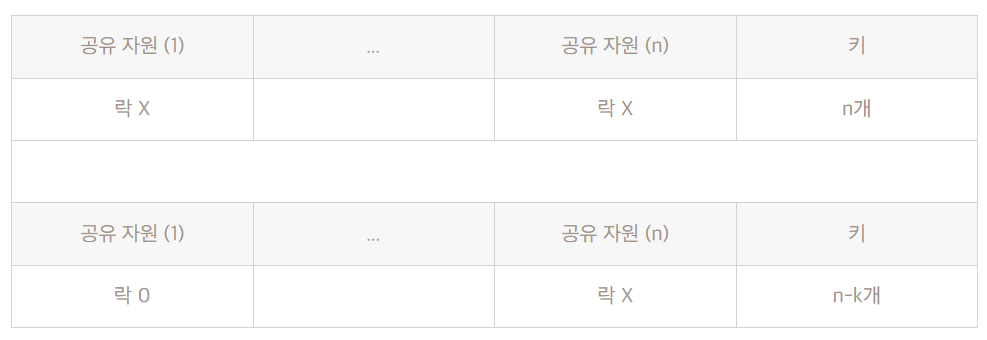 공유 자원 (1) ... 공유 자원 (n) 키
락 X 락 X n개
공유 자원 (1) ... 공유 자원 (n) 키
락 O 락 X n-k개